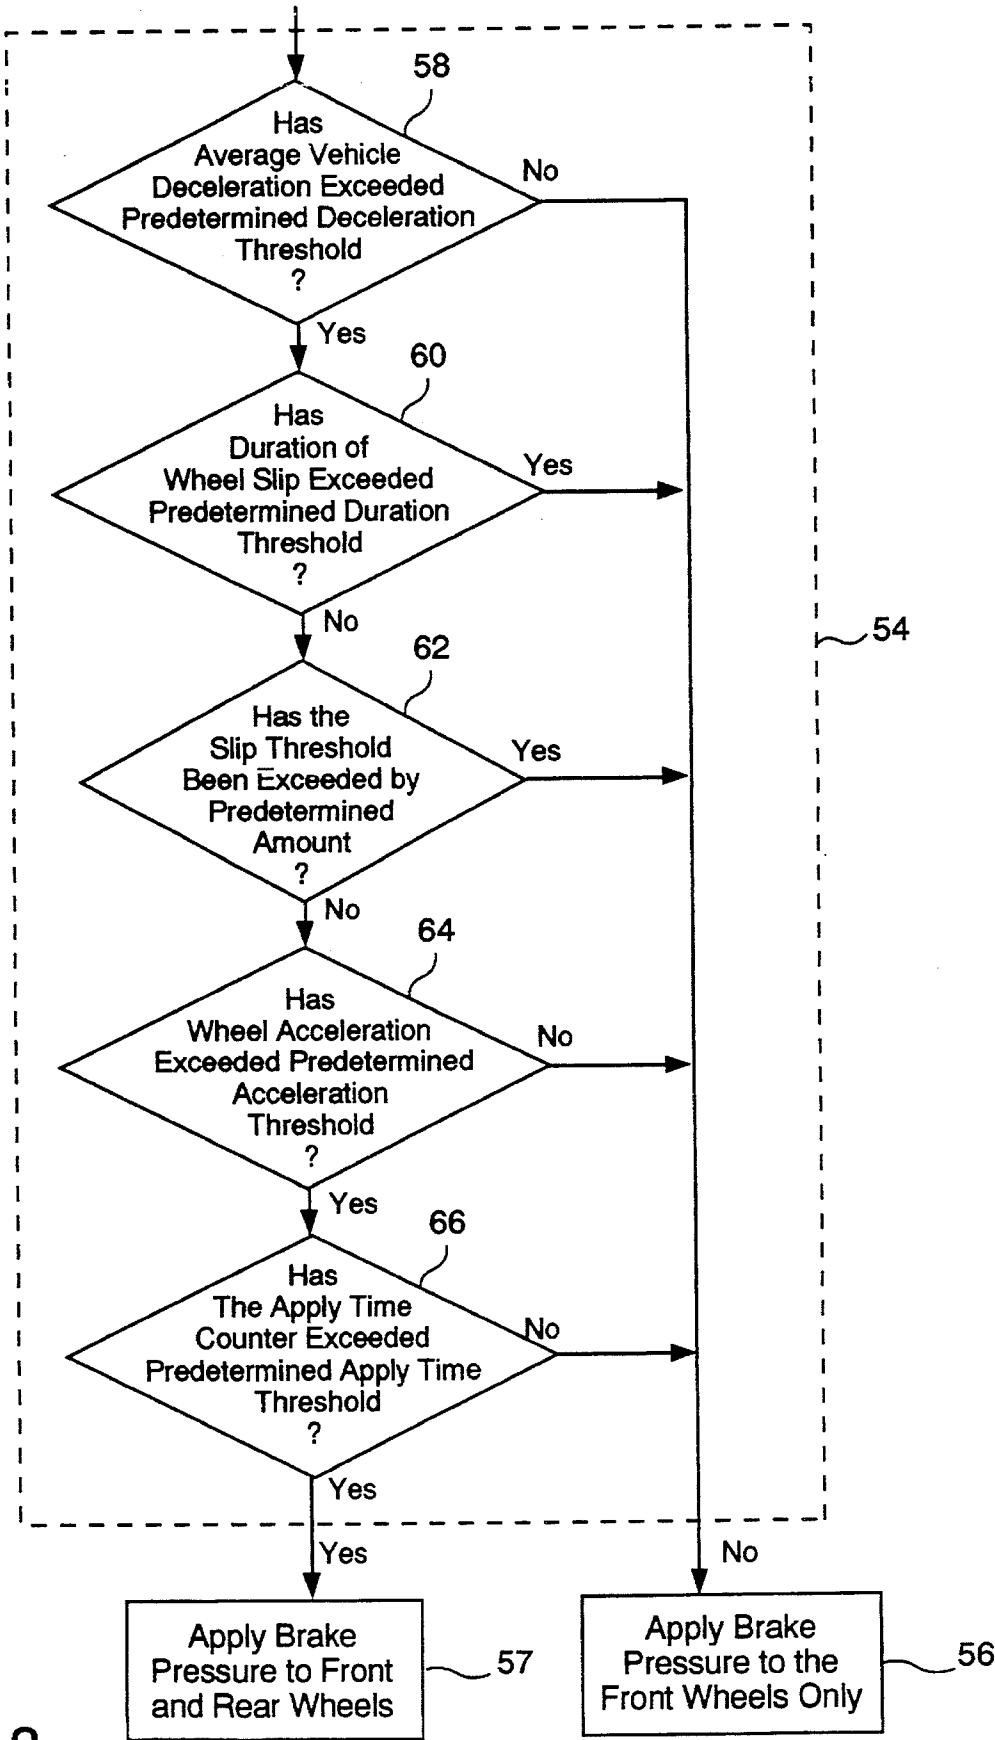 58
Has
Average Vehicle
Deceleration Exceeded
Predetermined Deceleration
Threshold
?
No
Yes
60
Has
Duration of
Wheel Slip Exceeded
Predetermined Duration
Threshold
?
Yes
No
54
62
Has the
Slip Threshold
Been Exceeded by
Predetermined
Amount
?
Yes
No
64
Has
Wheel Acceleration
Exceeded Predetermined
Acceleration
Threshold
?
No
Yes
66
Has
The Apply Time
Counter Exceeded
Predetermined Apply Time
Threshold
?
No
Yes
Yes
No
Apply Brake
Pressure to Front
and Rear Wheels
57
Apply Brake
Pressure to the
Front Wheels Only
56